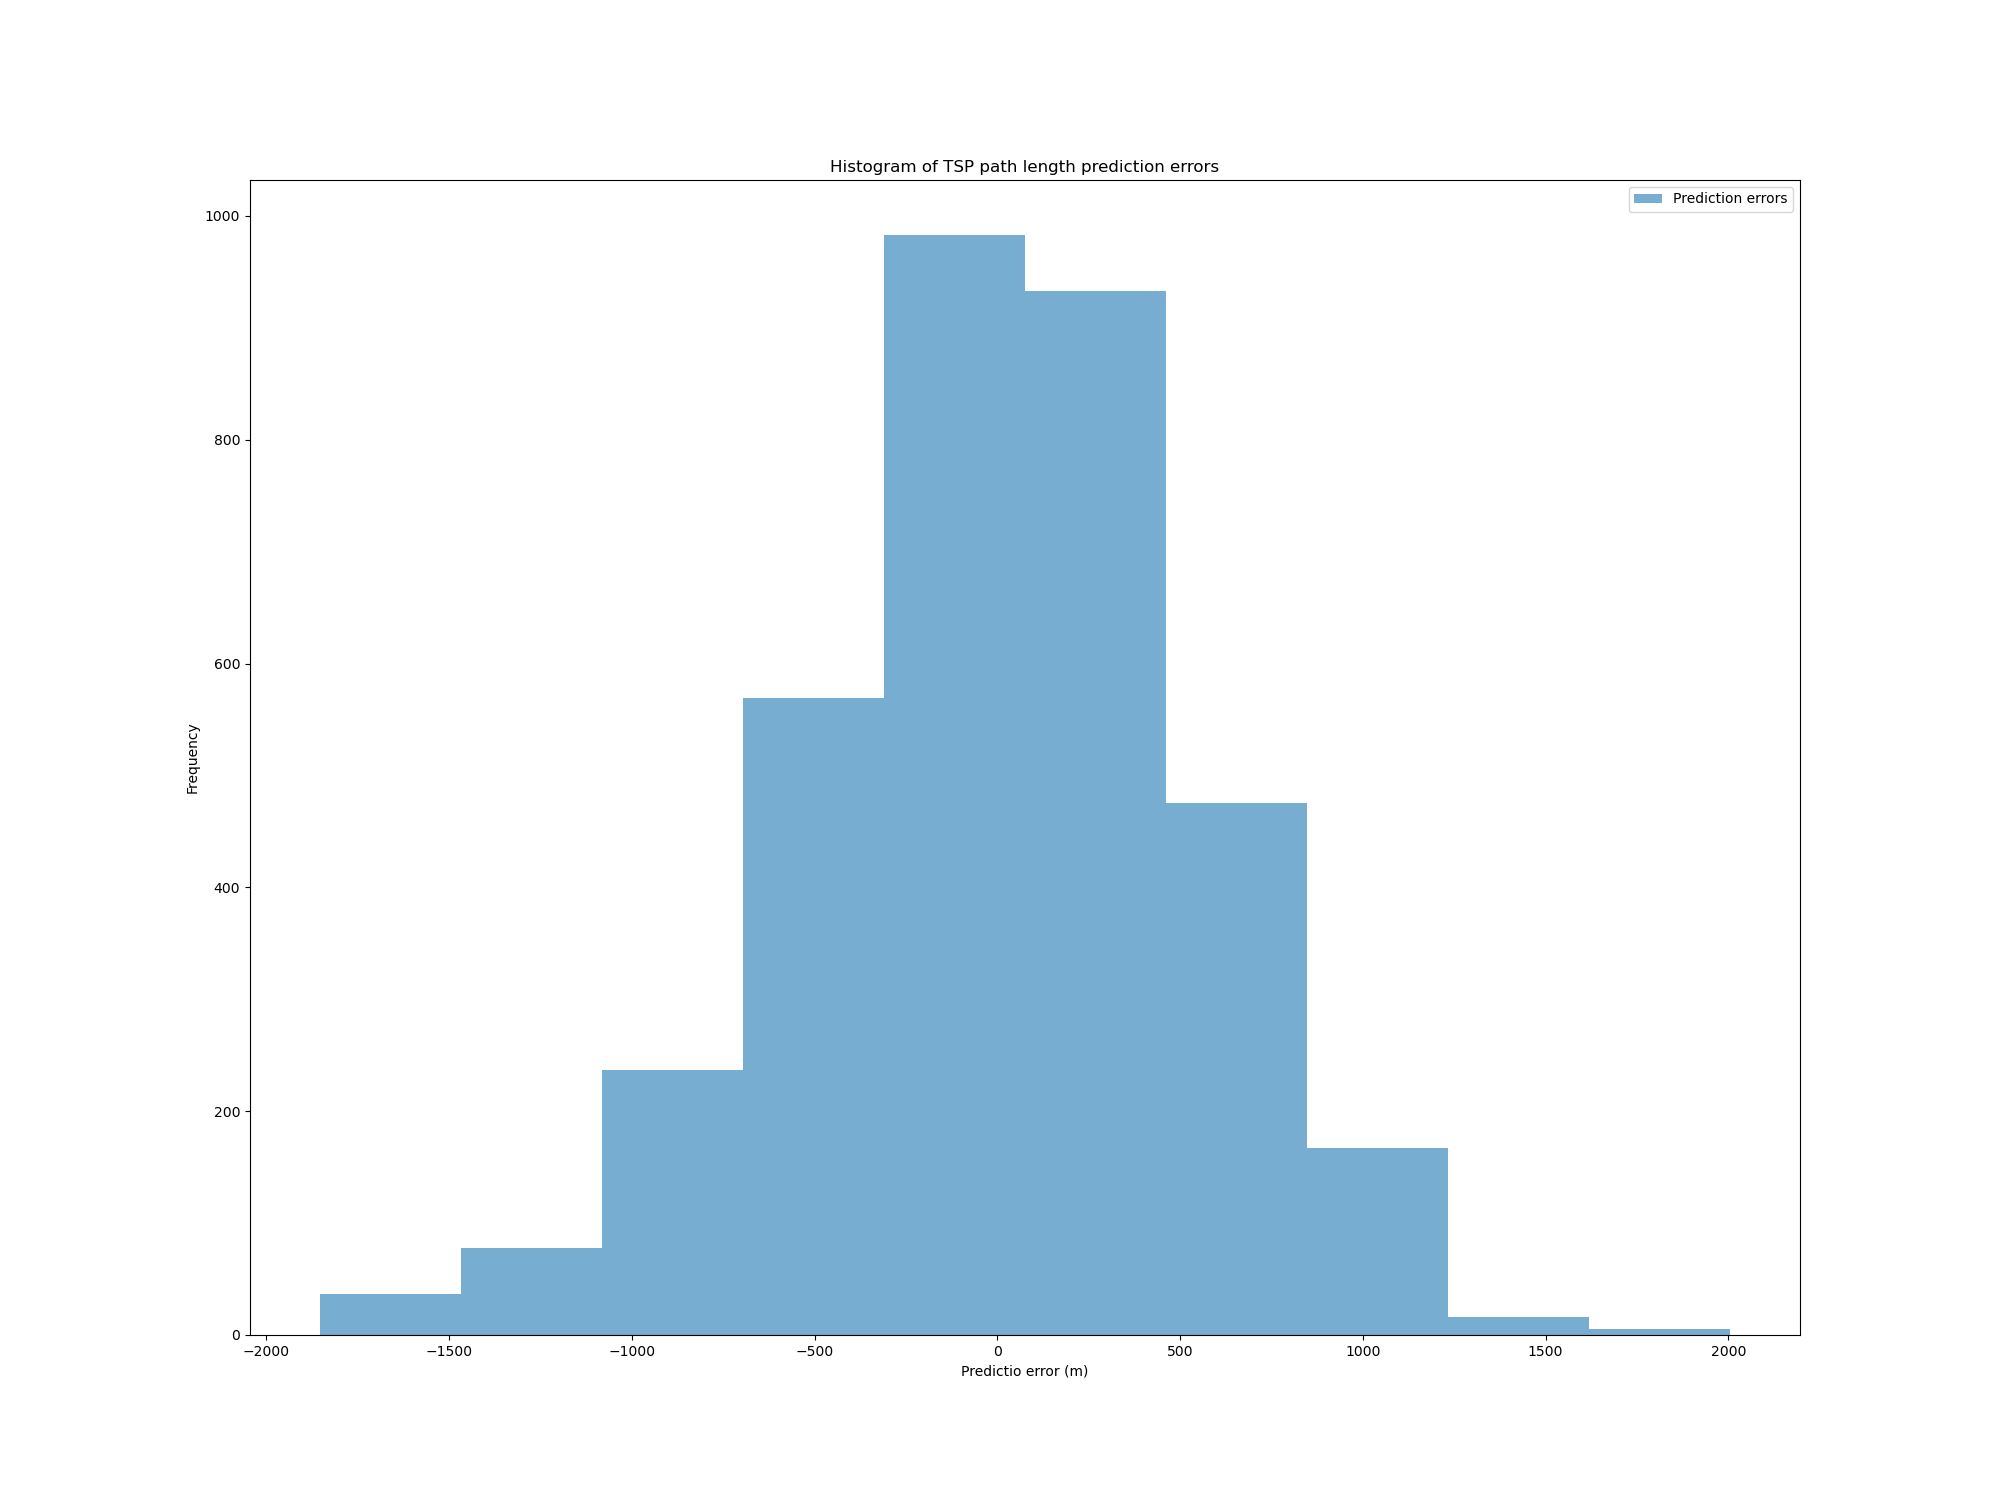 Histogram of TSP path length prediction errors
Prediction errors
1000
800
600
400
200
0
Frequency
−2000 −1500 −1000 −500 0 500 1000 1500 2000
Predictio error (m)